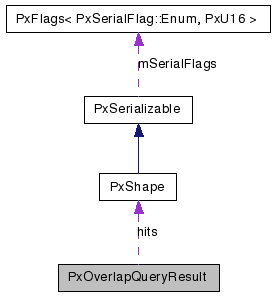 PxFlags< PxSerialFlag::Enum, PxU16 >
mSerialFlags
PxSerializable
PxShape
hits
PxOverlapQueryResult